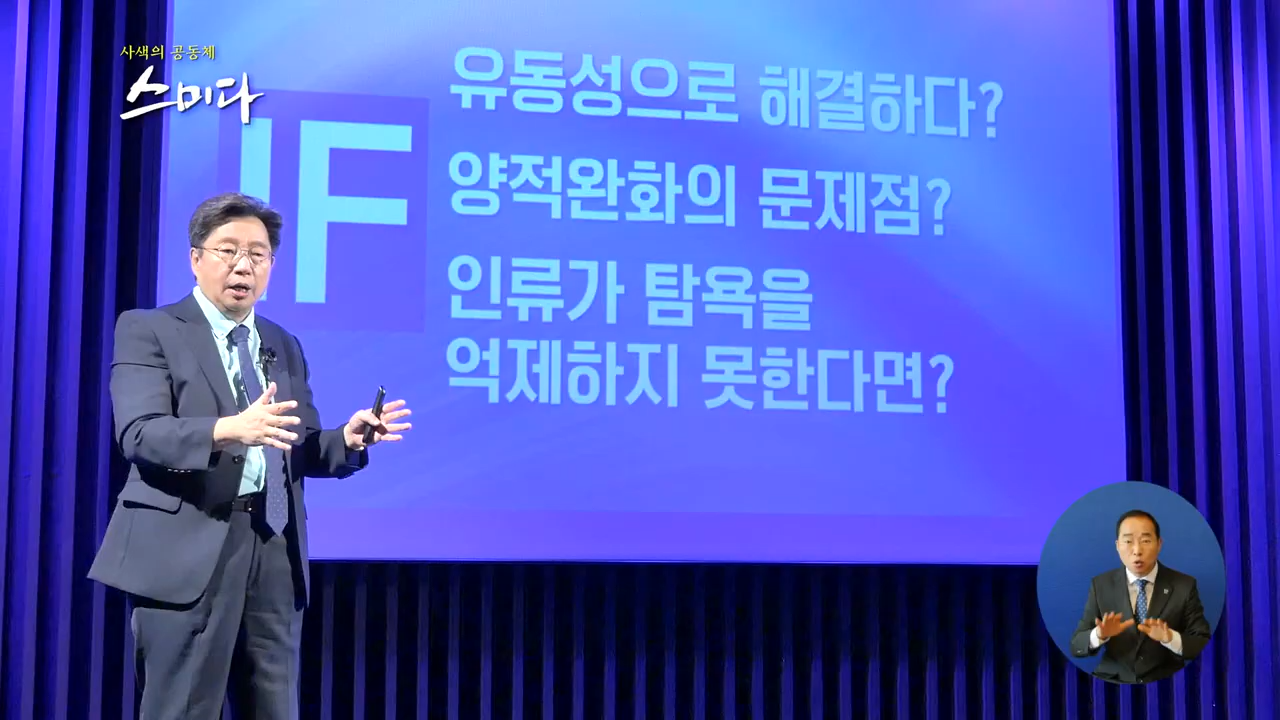 사색의 공동체
스미다
IF
유동성으로 해결하다?
양적완화의 문제점?
인류가 탐욕을
억제하지 못한다면?